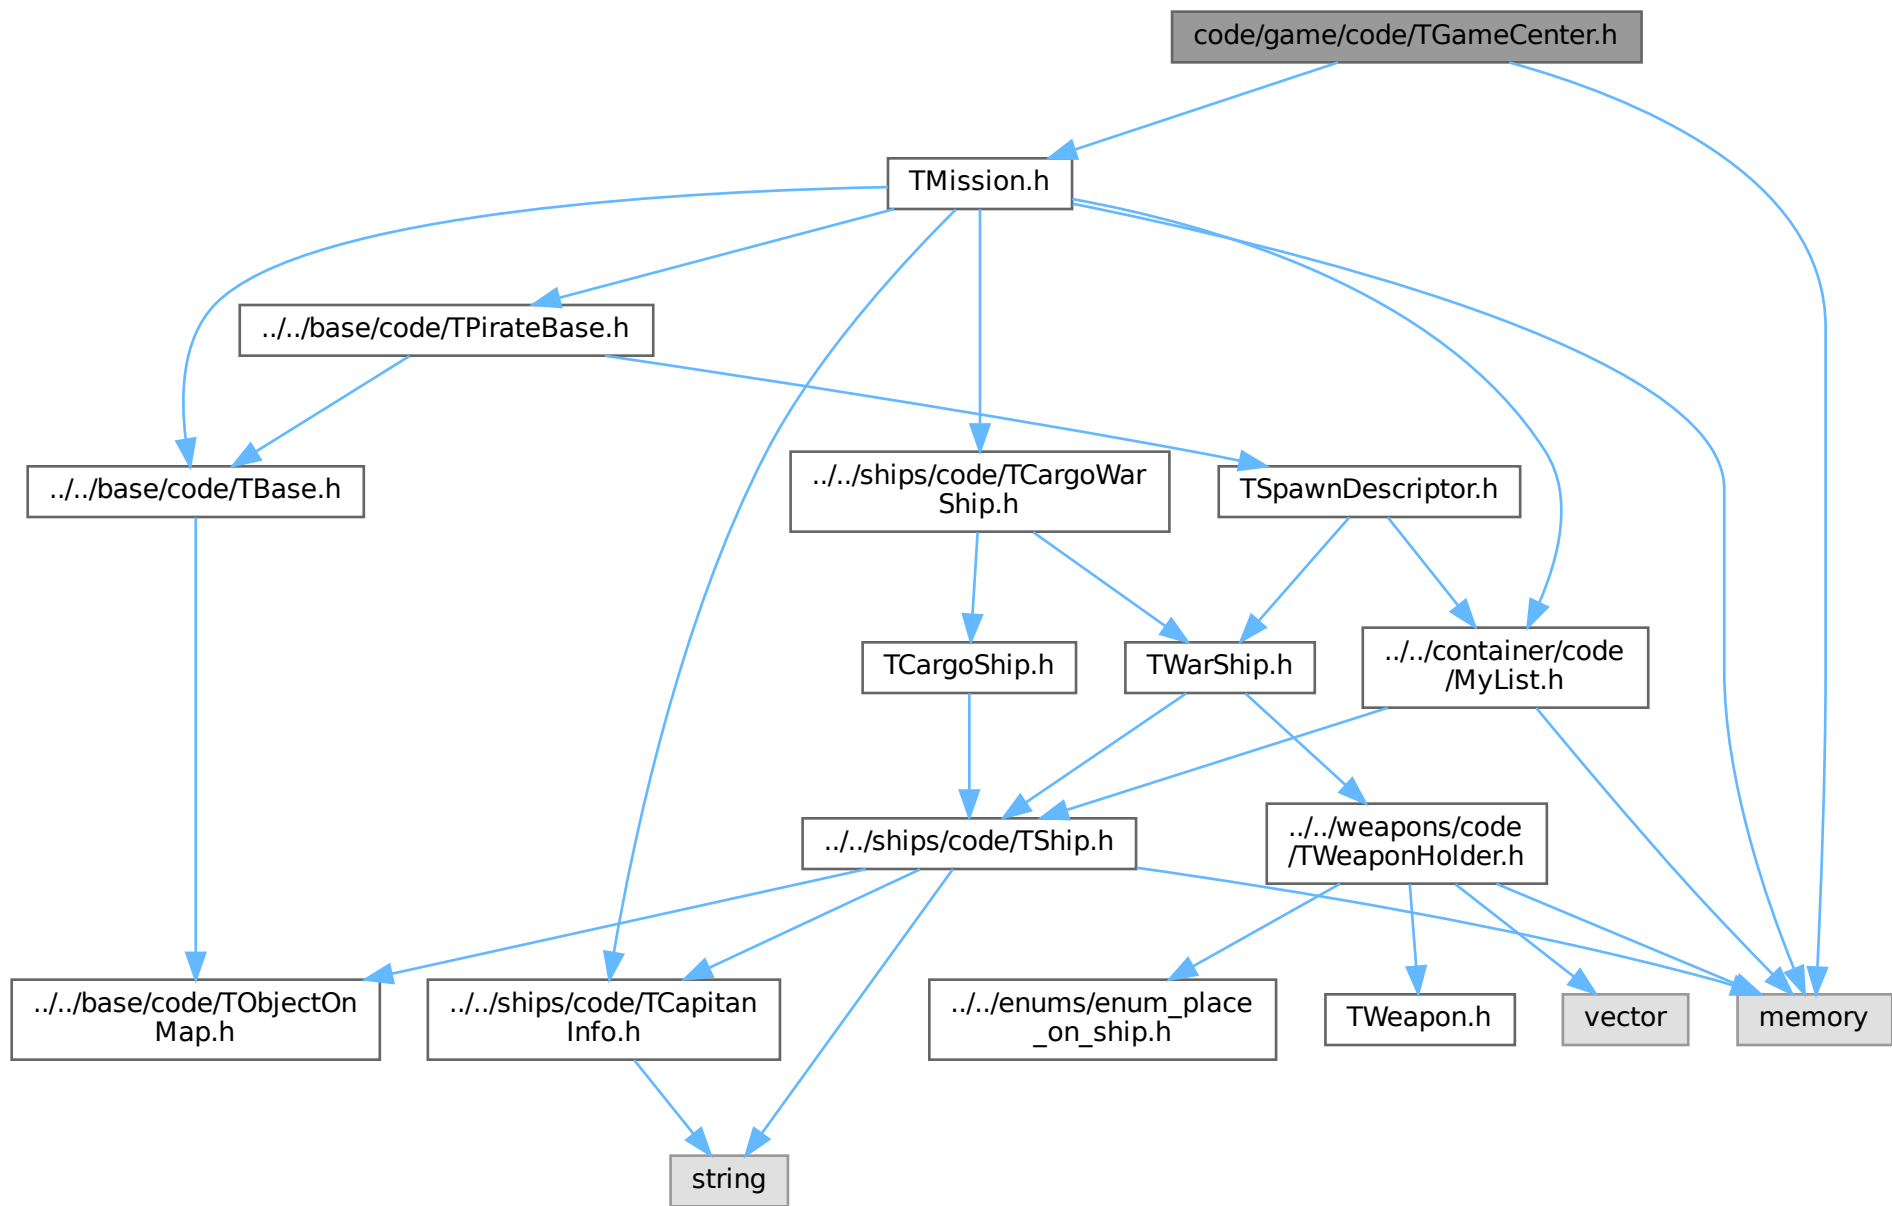 code/game/code/TGameCenter.h
TMission.h
../../base/code/TPirateBase.h
../../base/code/TBase.h
../../ships/code/TCargoWar
Ship.h
TSpawnDescriptor.h
TCargoShip.h
TWarShip.h
../../container/code
/MyList.h
../../ships/code/TShip.h
../../weapons/code
/TWeaponHolder.h
../../base/code/TObjectOn
Map.h
../../ships/code/TCapitan
Info.h
../../enums/enum_place
_on_ship.h
TWeapon.h
vector
memory
string